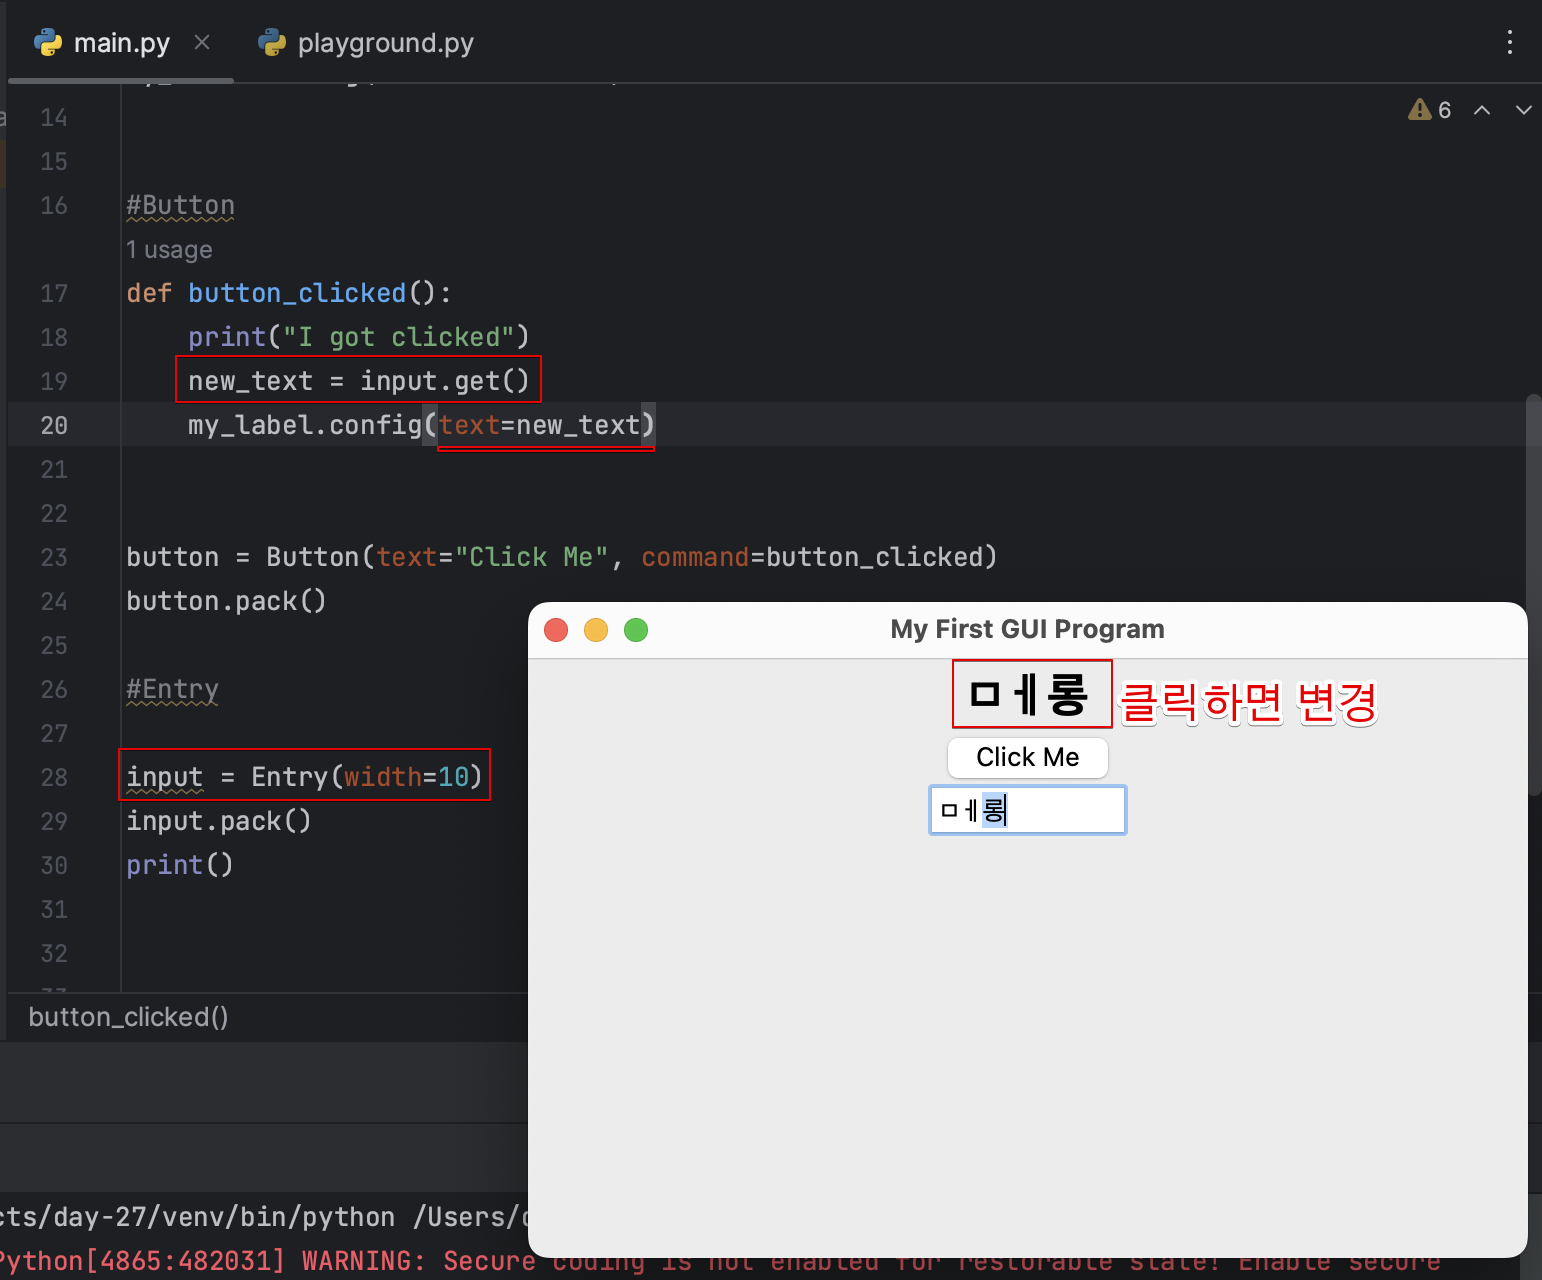 main.py
playground.py
14
6
15
16 #Button
1 usage
17 def button_clicked():
18 print("I got clicked")
19 new_text = input.get()
20 my_label.config(text=new_text)
21
22
23 button = Button(text="Click Me", command=button_clicked)
24 button.pack()
25
26 #Entry
27
28 input = Entry(width=10)
29 input.pack()
30 print()
31
32
button_clicked()
My First GUI Program
ㅁㅔ롱
클릭하면 변경
Click Me
ㅁㅔ롱
cts/day-27/venv/bin/python /Users/
Python[4865:482031] WARNING: Secure coding is not enabled for restorable state! Enable secure